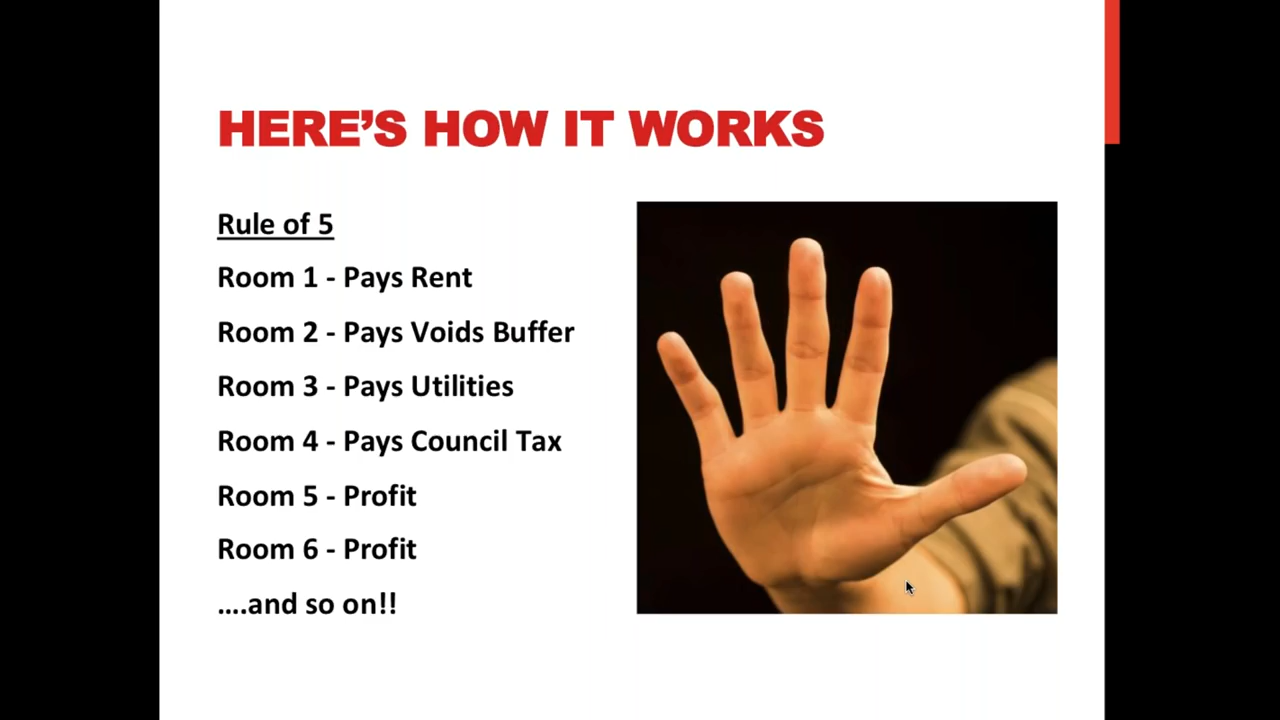 HERE'S HOW IT WORKS
Rule of 5
Room 1 - Pays Rent
Room 2 - Pays Voids Buffer
Room 3 - Pays Utilities
Room 4 - Pays Council Tax
Room 5 - Profit
Room 6 - Profit
....and so on!!